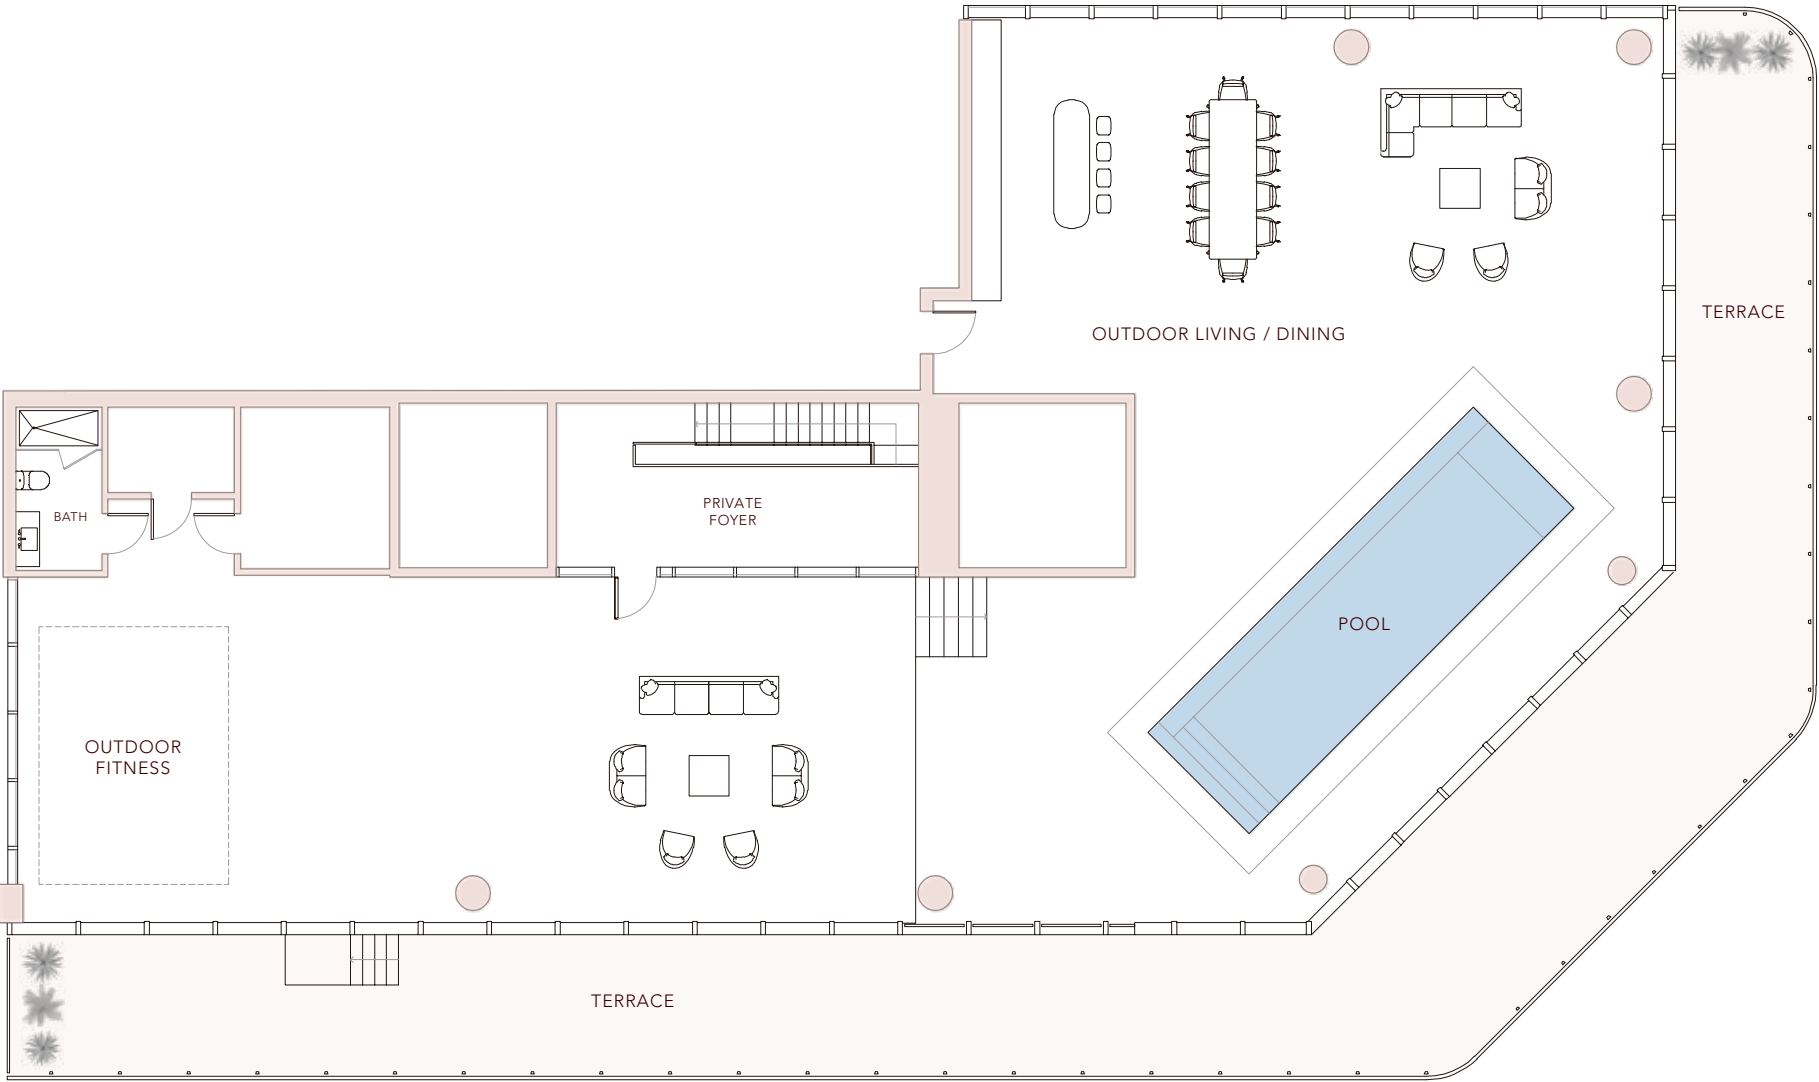 TERRACE
OUTDOOR LIVING / DINING
PRIVATE
FOYER
BATH
POOL
OUTDOOR
FITNESS
TERRACE